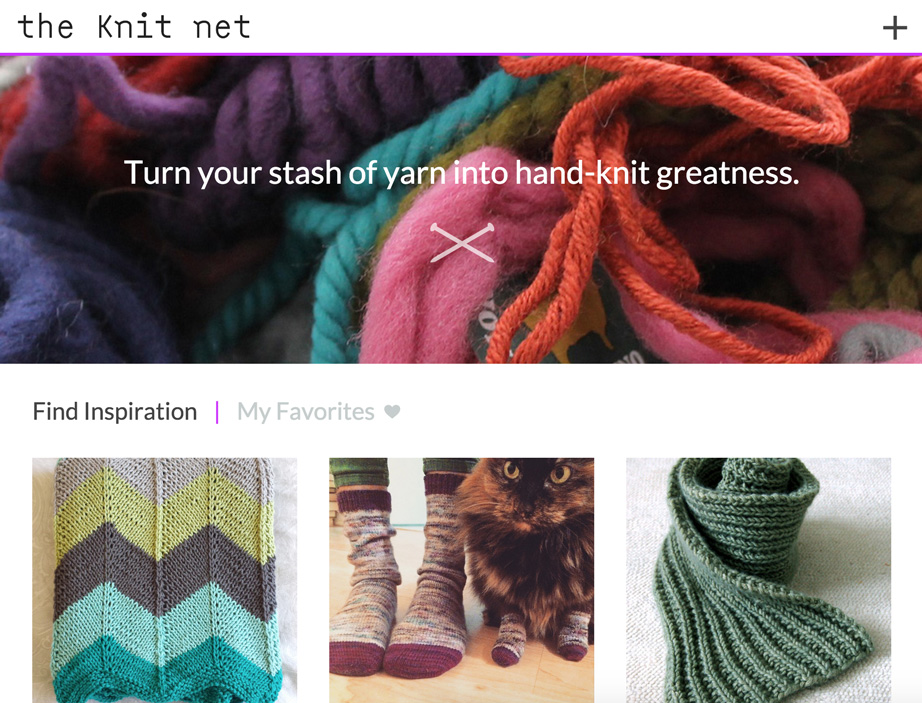 the Knit net
Turn your stash of yarn into hand-knit greatness.
Find Inspiration | My Favorites